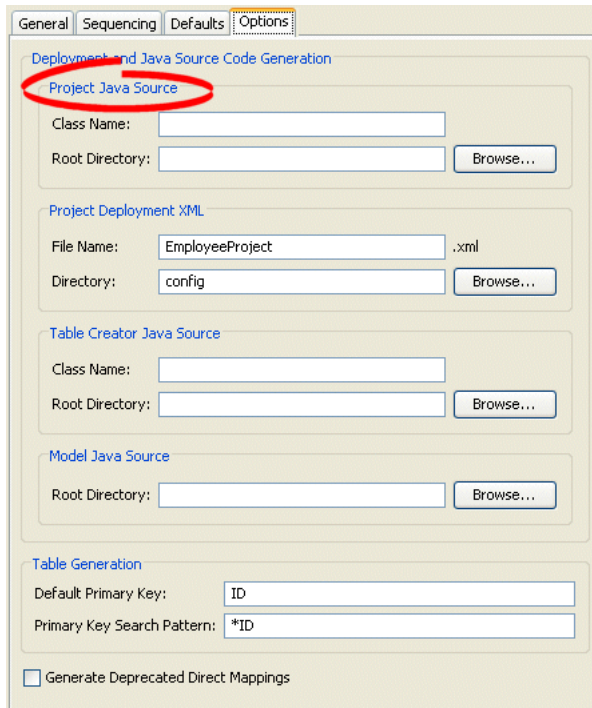 General Sequencing Defaults Options
Deployment and Java Source Code Generation
Project Java Source
Class Name:
Root Directory: Browse...
Project Deployment XML
File Name: EmployeeProject .xml
Directory: config Browse...
Table Creator Java Source
Class Name:
Root Directory: Browse...
Model Java Source
Root Directory: Browse...
Table Generation
Default Primary Key: ID
Primary Key Search Pattern: *ID
Generate Deprecated Direct Mappings